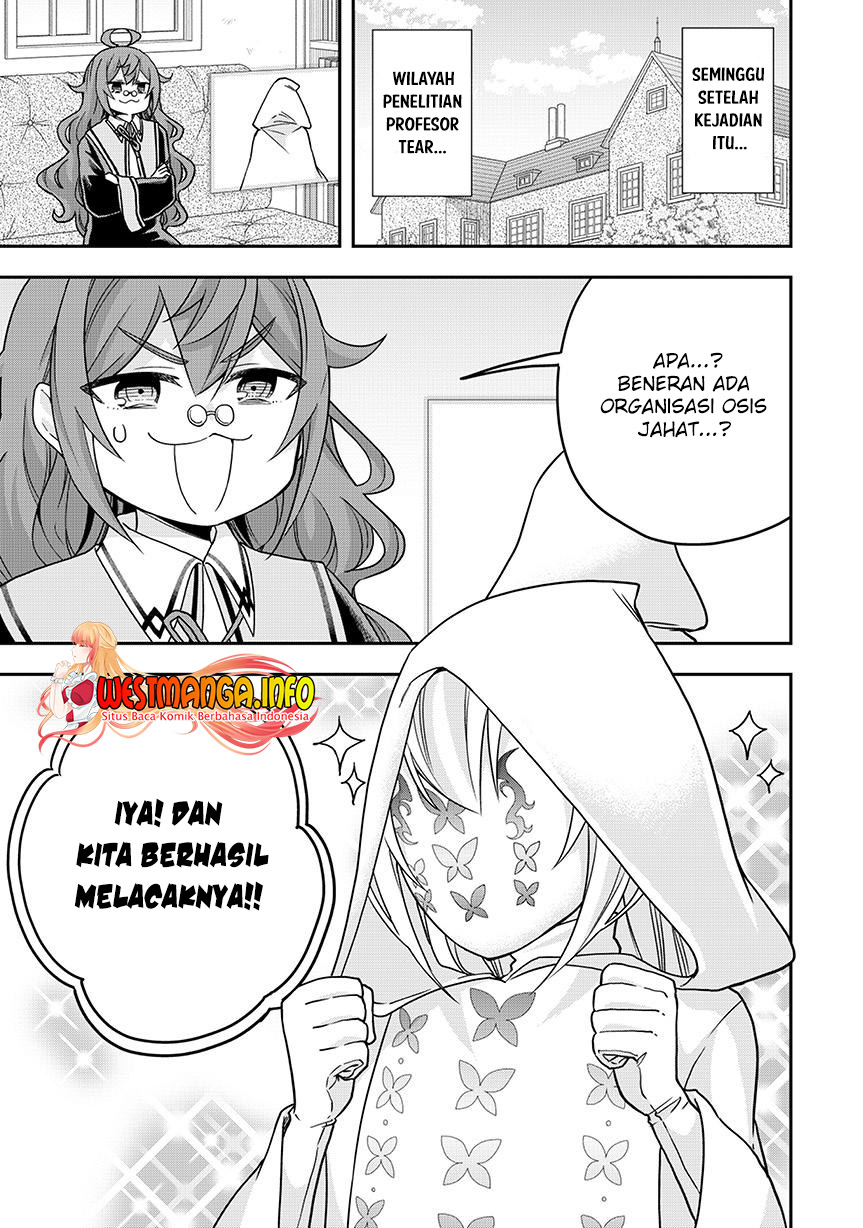 SEMINGGU
SETELAH
KEJADIAN
ITU...
WILAYAH
PENELITIAN
PROFESOR
TEAR...
APA...?
BENERAN ADA
ORGANISASI OSIS
JAHAT...?
WESTMANGA.INFO
Situs Baca Komik Berbahasa Indonesia
IYA! DAN
KITA BERHASIL
MELACAKNYA!!